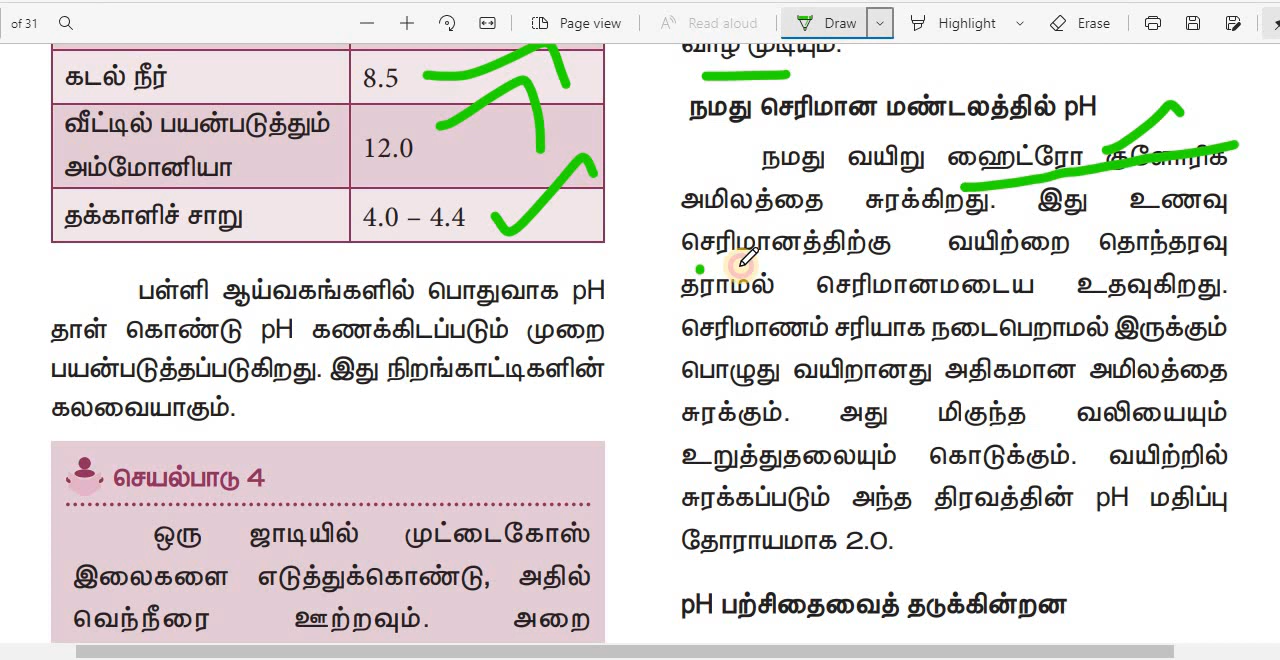 of 31
Page view
Read aloud
Draw
Highlight
Erase
கடல் நீர் 8.5
வீட்டில் பயன்படுத்தும்
அம்மோனியா 12.0
தக்காளிச் சாறு 4.0 – 4.4
பள்ளி ஆய்வகங்களில் பொதுவாக pH
தாள் கொண்டு pH கணக்கிடப்படும் முறை
பயன்படுத்தப்படுகிறது. இது நிறங்காட்டிகளின்
கலவையாகும்.
செயல்பாடு 4
ஒரு ஜாடியில் முட்டைகோஸ்
இலைகளை எடுத்துக்கொண்டு, அதில்
வெந்நீரை ஊற்றவும். அறை
வாழ முடியும்.
நமது செரிமான மண்டலத்தில் pH
நமது வயிறு ஹைட்ரோ குளோரிக
அமிலத்தை சுரக்கிறது. இது உணவு
செரிமானத்திற்கு வயிற்றை தொந்தரவு
தராமல் செரிமானமடைய உதவுகிறது.
செரிமாணம் சரியாக நடைபெறாமல் இருக்கும்
பொழுது வயிறானது அதிகமான அமிலத்தை
சுரக்கும். அது மிகுந்த வலியையும்
உறுத்துதலையும் கொடுக்கும். வயிற்றில்
சுரக்கப்படும் அந்த திரவத்தின் pH மதிப்பு
தோராயமாக 2.0.
pH பற்சிதைவைத் தடுக்கின்றன